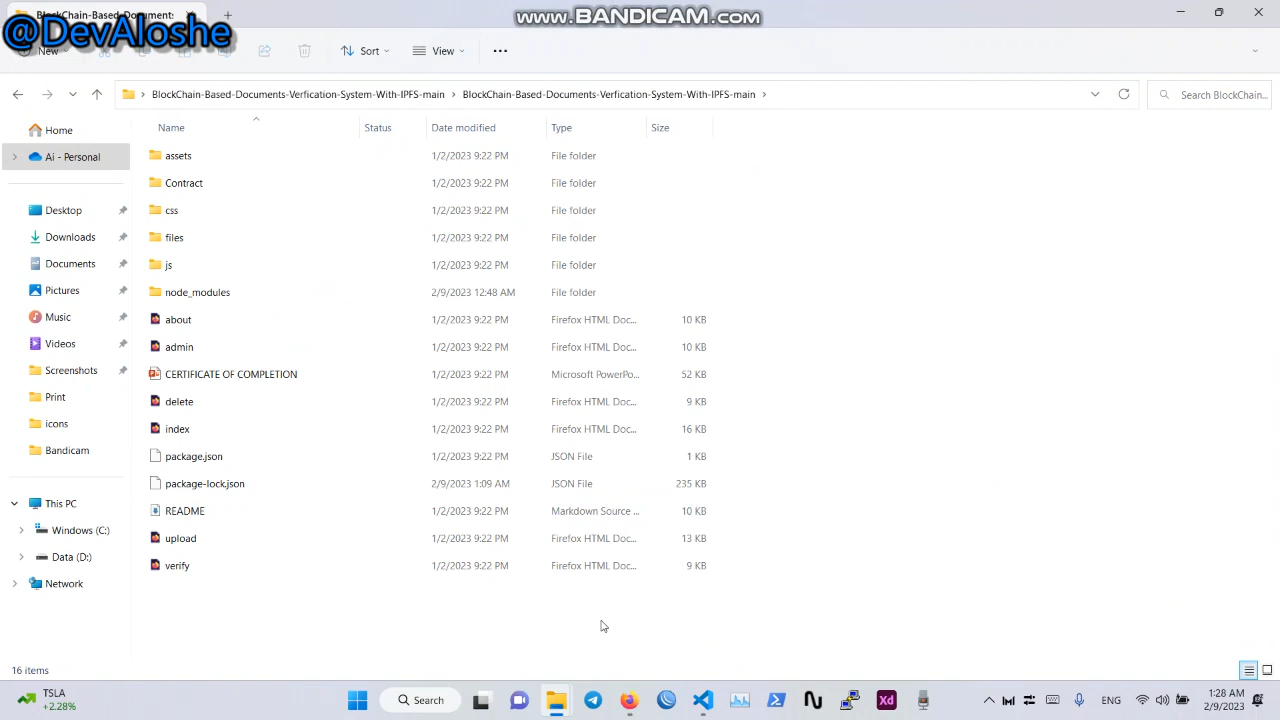 BlockChain-Based-Document:
@DevAloshe
www.BANDICAM.com
New
Sort
View
BlockChain-Based-Documents-Verfication-System-With-IPFS-main > BlockChain-Based-Documents-Verfication-System-With-IPFS-main >
Search BlockChain...
Name Status Date modified Type Size
Home
Ai - Personal
Desktop
Downloads
Documents
Pictures
Music
Videos
Screenshots
Print
icons
Bandicam
This PC
Windows (C:)
Data (D:)
Network
assets 1/2/2023 9:22 PM File folder
Contract 1/2/2023 9:22 PM File folder
css 1/2/2023 9:22 PM File folder
files 1/2/2023 9:22 PM File folder
js 1/2/2023 9:22 PM File folder
node_modules 2/9/2023 12:48 AM File folder
about 1/2/2023 9:22 PM Firefox HTML Doc... 10 KB
admin 1/2/2023 9:22 PM Firefox HTML Doc... 10 KB
CERTIFICATE OF COMPLETION 1/2/2023 9:22 PM Microsoft PowerPo... 52 KB
delete 1/2/2023 9:22 PM Firefox HTML Doc... 9 KB
index 1/2/2023 9:22 PM Firefox HTML Doc... 16 KB
package.json 1/2/2023 9:22 PM JSON File 1 KB
package-lock.json 2/9/2023 1:09 AM JSON File 235 KB
README 1/2/2023 9:22 PM Markdown Source ... 10 KB
upload 1/2/2023 9:22 PM Firefox HTML Doc... 13 KB
verify 1/2/2023 9:22 PM Firefox HTML Doc... 9 KB
16 items
TSLA
+2.28%
Search
Xd
ENG
1:28 AM
2/9/2023